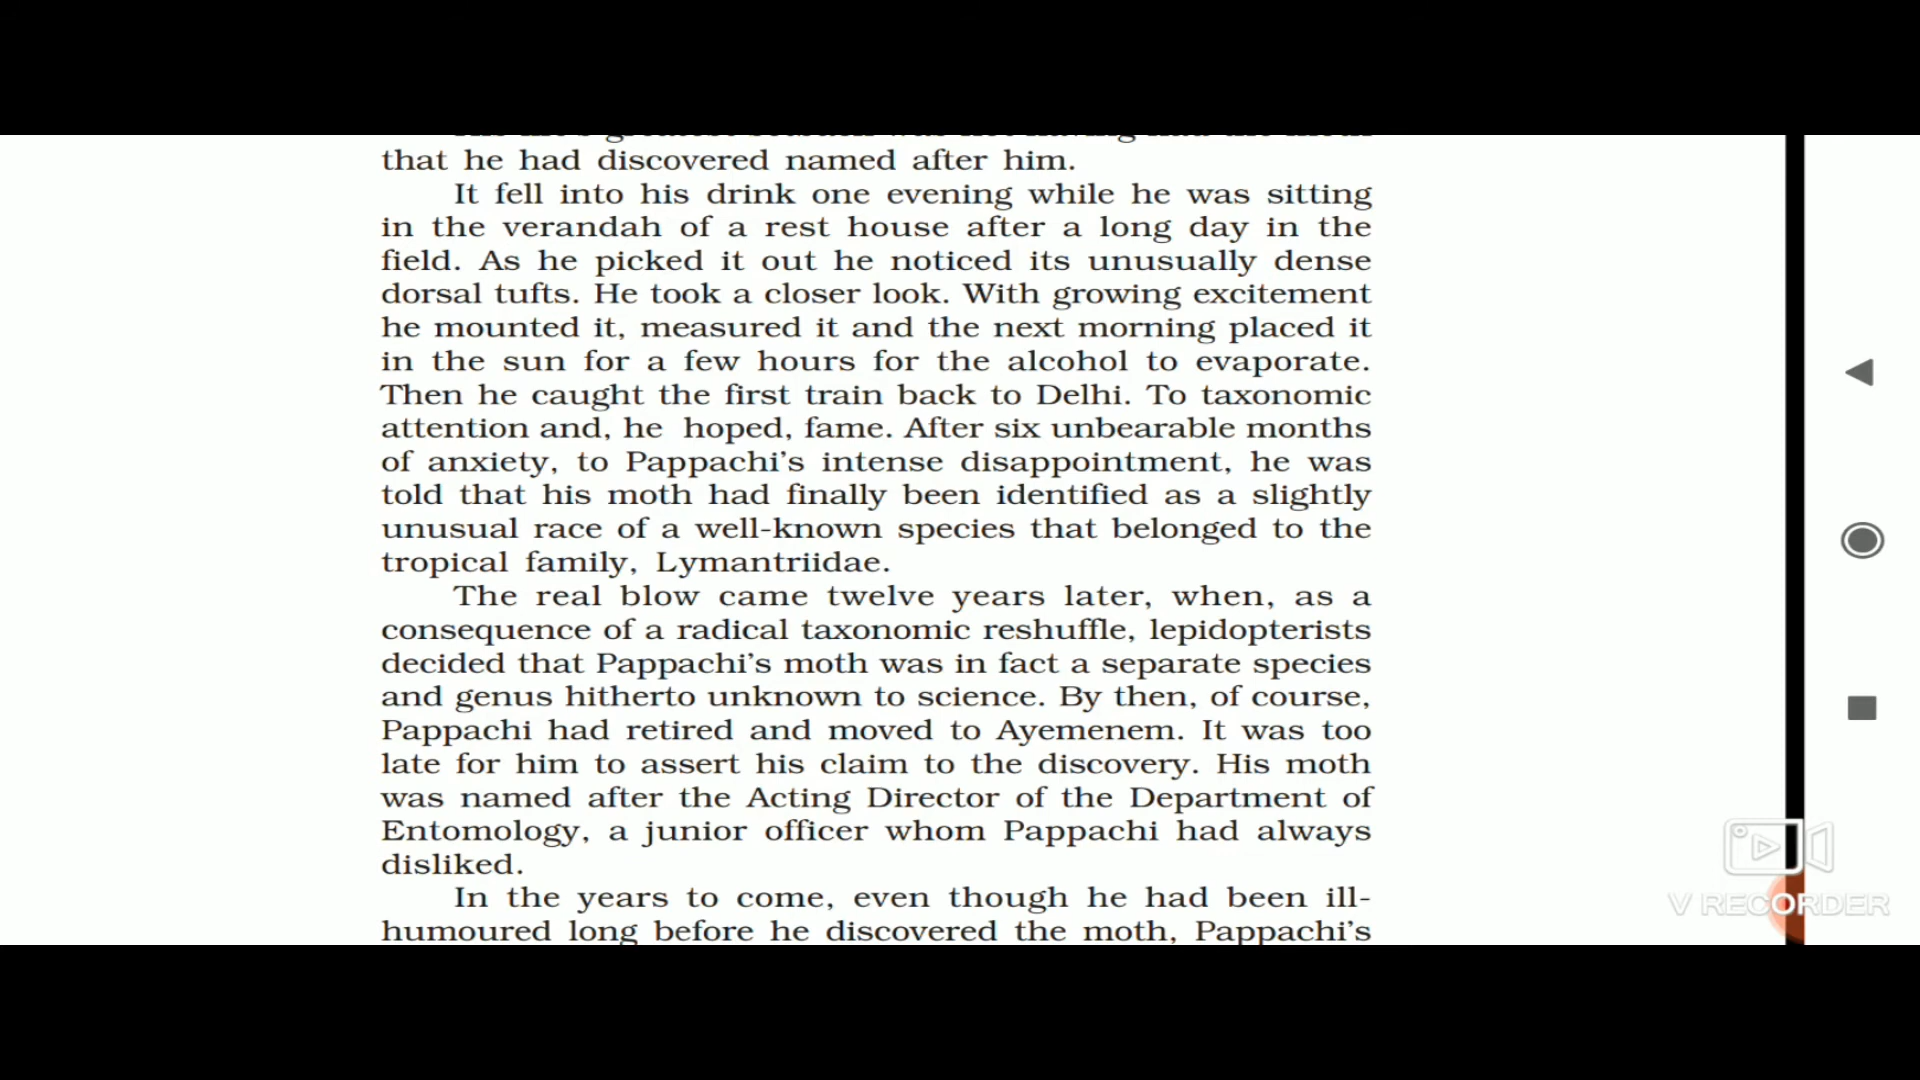 that he had discovered named after him.
It fell into his drink one evening while he was sitting
in the verandah of a rest house after a long day in the
field. As he picked it out he noticed its unusually dense
dorsal tufts. He took a closer look. With growing excitement
he mounted it, measured it and the next morning placed it
in the sun for a few hours for the alcohol to evaporate.
Then he caught the first train back to Delhi. To taxonomic
attention and, he hoped, fame. After six unbearable months
of anxiety, to Pappachi's intense disappointment, he was
told that his moth had finally been identified as a slightly
unusual race of a well-known species that belonged to the
tropical family, Lymantriidae.
The real blow came twelve years later, when, as a
consequence of a radical taxonomic reshuffle, lepidopterists
decided that Pappachi's moth was in fact a separate species
and genus hitherto unknown to science. By then, of course,
Pappachi had retired and moved to Ayemenem. It was too
late for him to assert his claim to the discovery. His moth
was named after the Acting Director of the Department of
Entomology, a junior officer whom Pappachi had always
disliked.
In the years to come, even though he had been ill-
humoured long before he discovered the moth, Pappachi's
V RECORDER